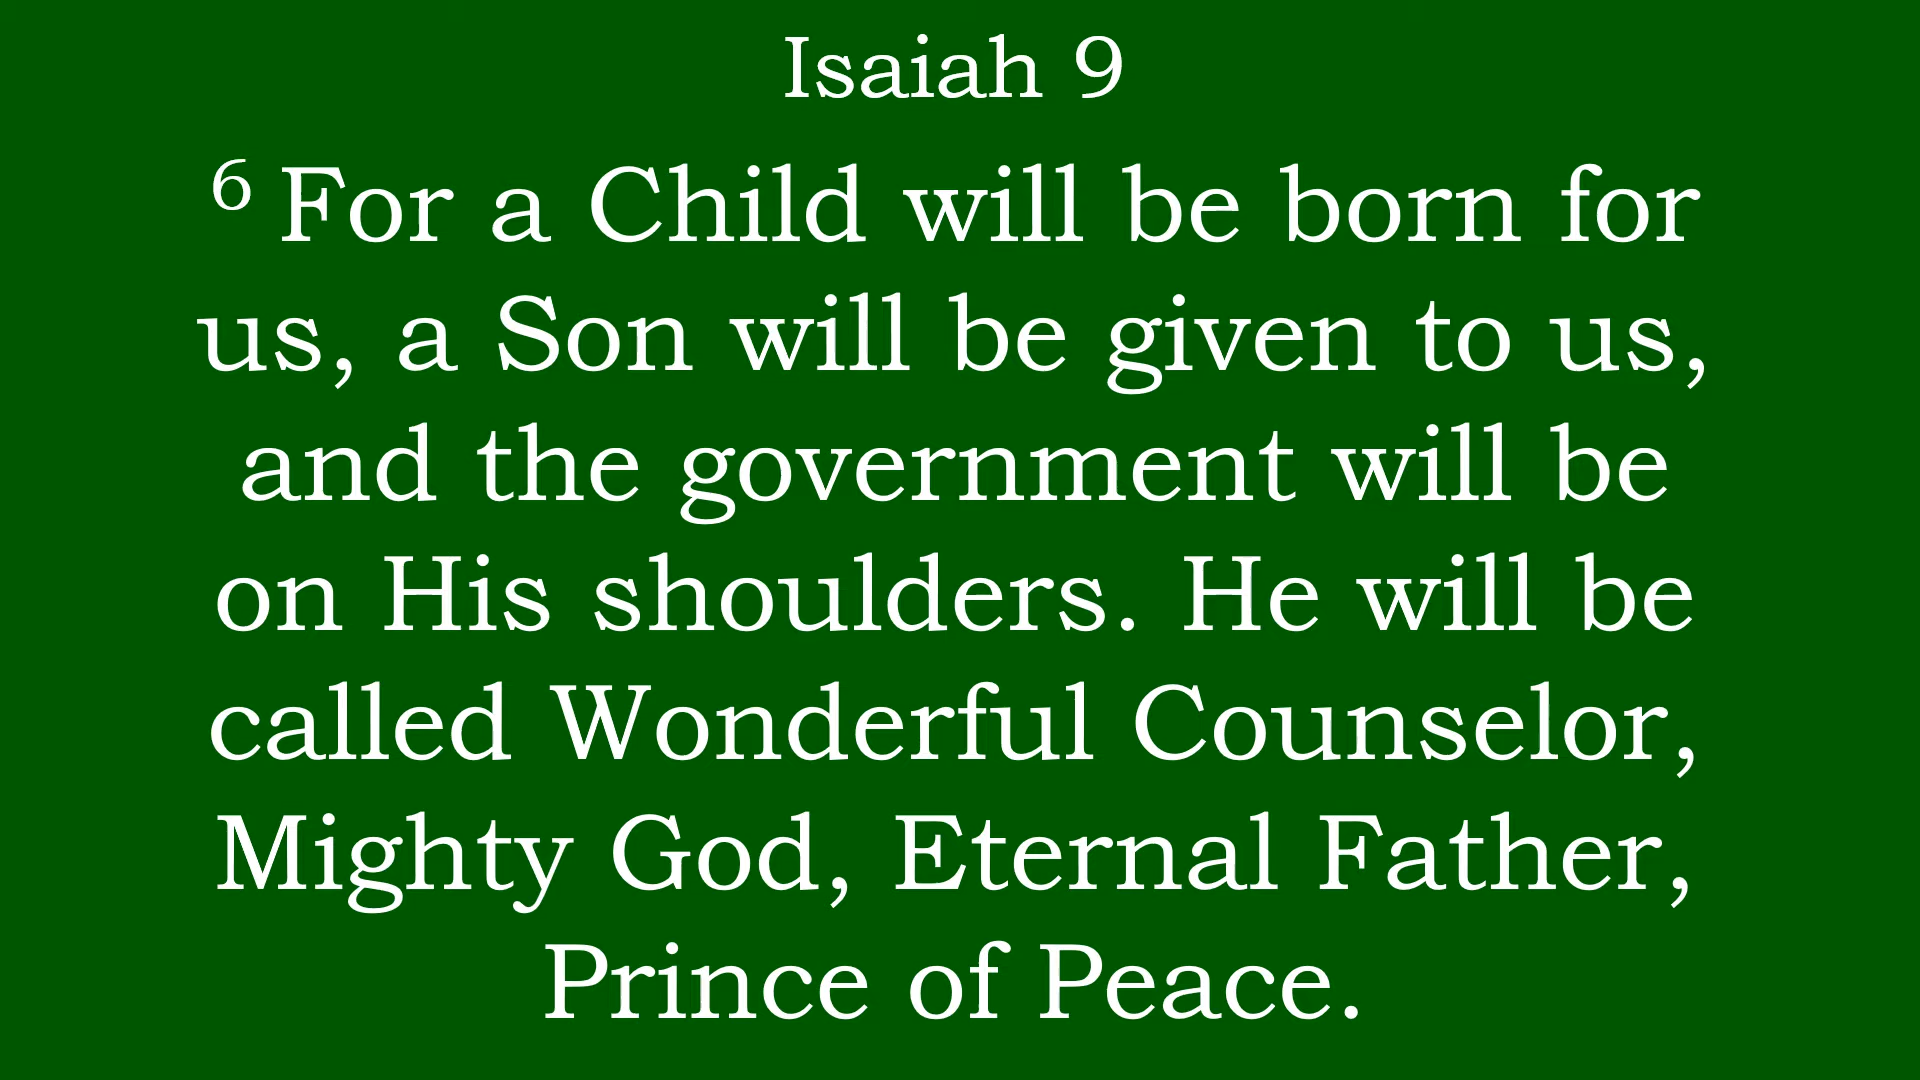 Isaiah 9
⁶ For a Child will be born for
us, a Son will be given to us,
and the government will be
on His shoulders. He will be
called Wonderful Counselor,
Mighty God, Eternal Father,
Prince of Peace.